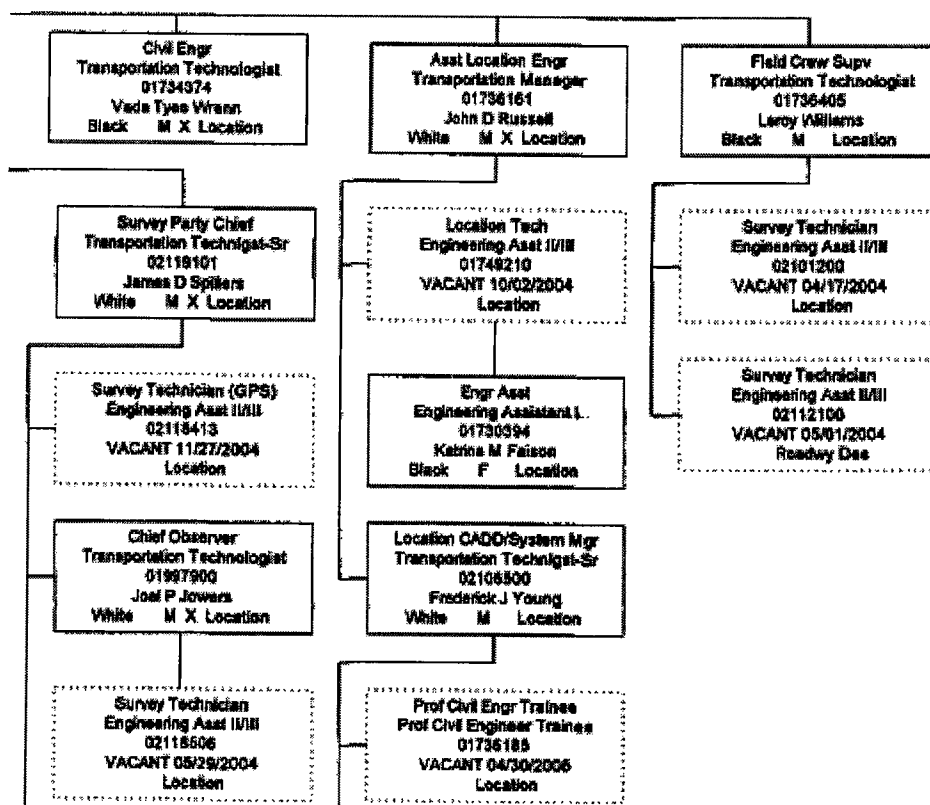 Civil Engr
Transportation Technologist
01734374
Vada Tyea Wrenn
Black M X Location
Asst Location Engr
Transportation Manager
01736161
John D Russell
White M X Location
Field Crew Supv
Transportation Technologist
01736405
Leroy Williams
Black M Location
Survey Party Chief
Transportation Technlgst-Sr
02119101
James D Spillers
White M X Location
Location Tech
Engineering Asst II/III
01749210
VACANT 10/02/2004
Location
Survey Technician
Engineering Asst II/III
02101200
VACANT 04/17/2004
Location
Survey Technician (GPS)
Engineering Asst II/III
02115413
VACANT 11/27/2004
Location
Engr Asst
Engineering Assistant I..
01730394
Katrina M Faison
Black F Location
Survey Technician
Engineering Asst II/III
02112100
VACANT 05/01/2004
Roadwy Des
Chief Observer
Transportation Technologist
01997900
Joel P Jowers
White M X Location
Location CADD/System Mgr
Transportation Technlgst-Sr
02106500
Frederick J Young
White M Location
Survey Technician
Engineering Asst II/III
02115506
VACANT 05/29/2004
Location
Prof Civil Engr Trainee
Prof Civil Engineer Trainee
01736185
VACANT 04/30/2005
Location